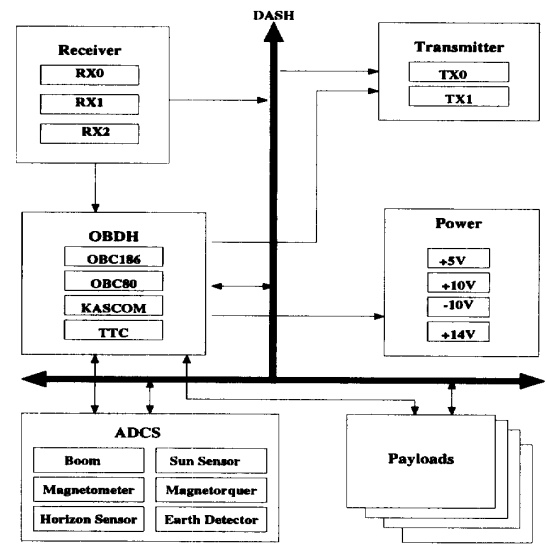 DASH
Receiver
RX0
RX1
RX2
Transmitter
TX0
TX1
OBDH
OBC186
OBC80
KASCOM
TTC
Power
+5V
+10V
-10V
+14V
ADCS
Boom
Sun Sensor
Magnetometer
Magnetorquer
Horizon Sensor
Earth Detector
Payloads